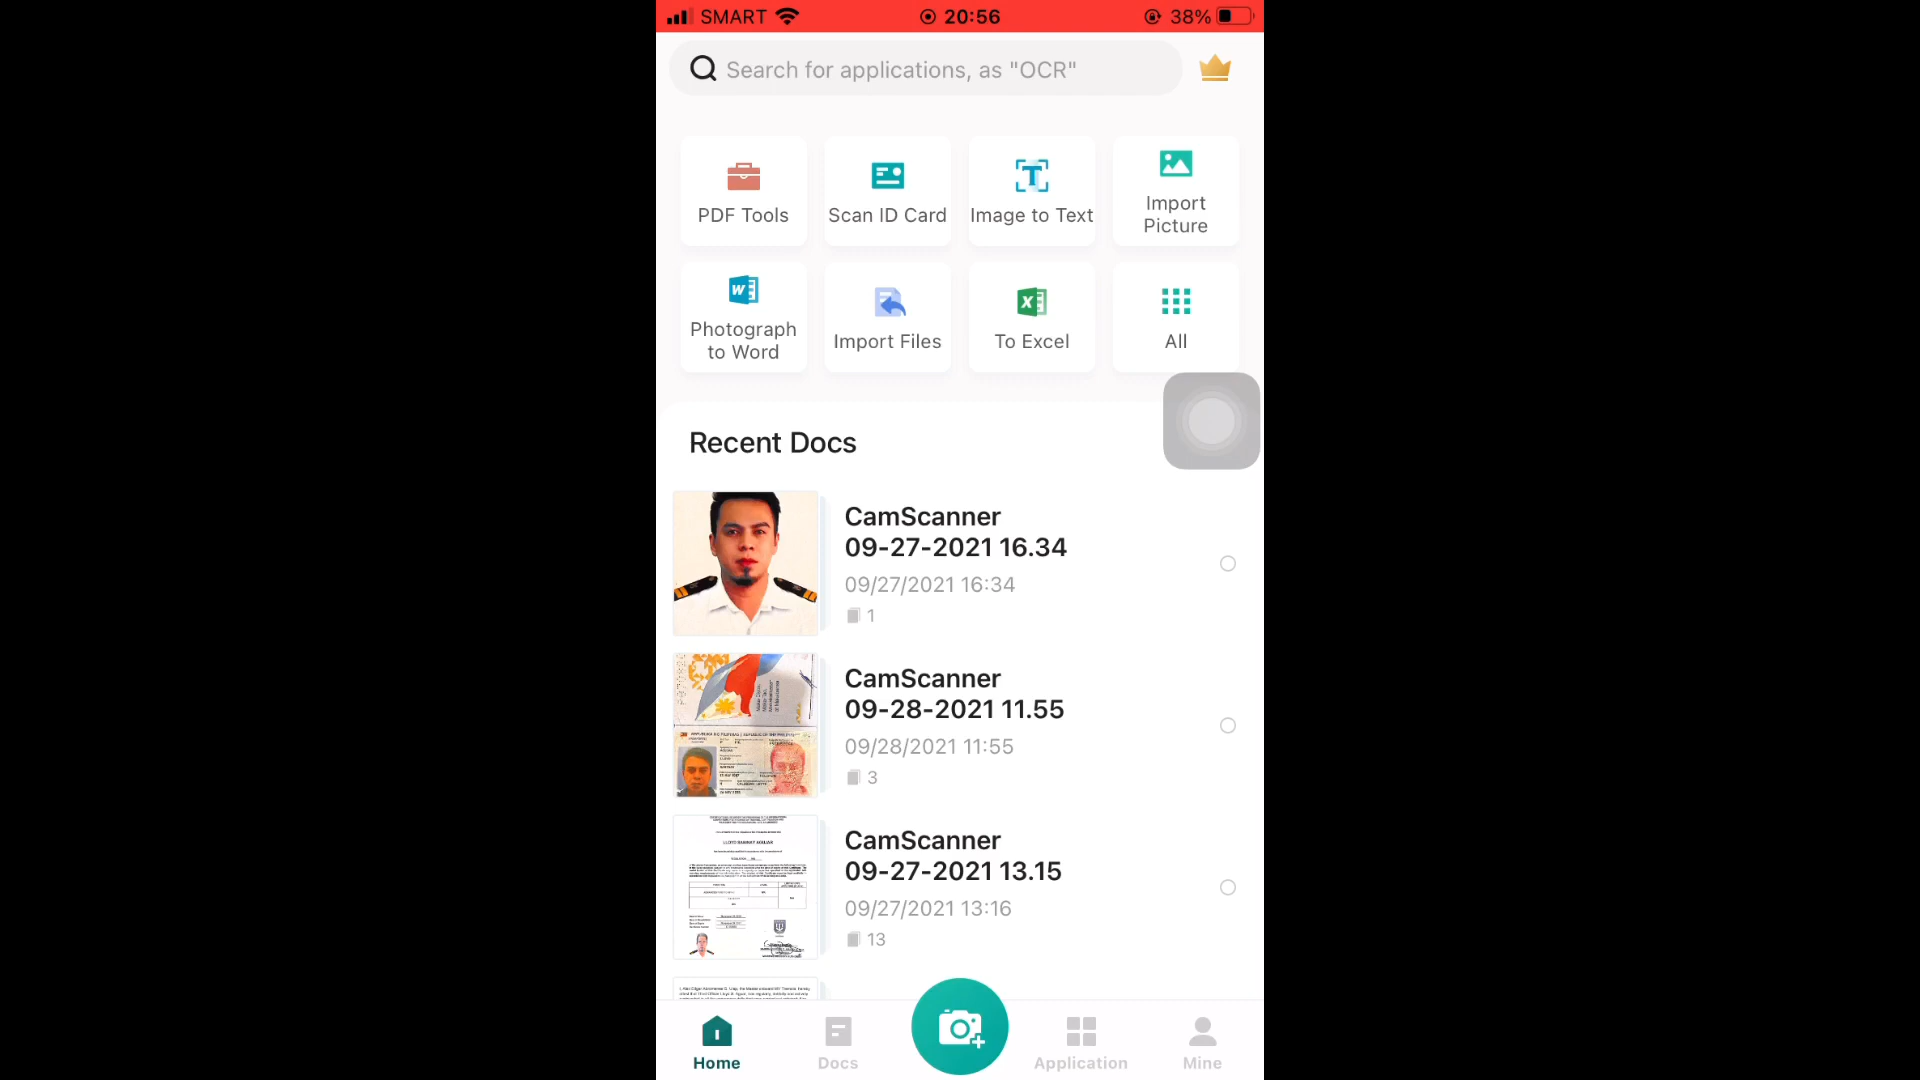 SMART 20:56 38%
Search for applications, as "OCR"
PDF Tools
Scan ID Card
Image to Text
Import
Picture
Photograph
to Word
Import Files
To Excel
All
Recent Docs
CamScanner
09-27-2021 16.34
09/27/2021 16:34
1
CamScanner
09-28-2021 11.55
09/28/2021 11:55
3
CamScanner
09-27-2021 13.15
09/27/2021 13:16
13
Home
Docs
Application
Mine